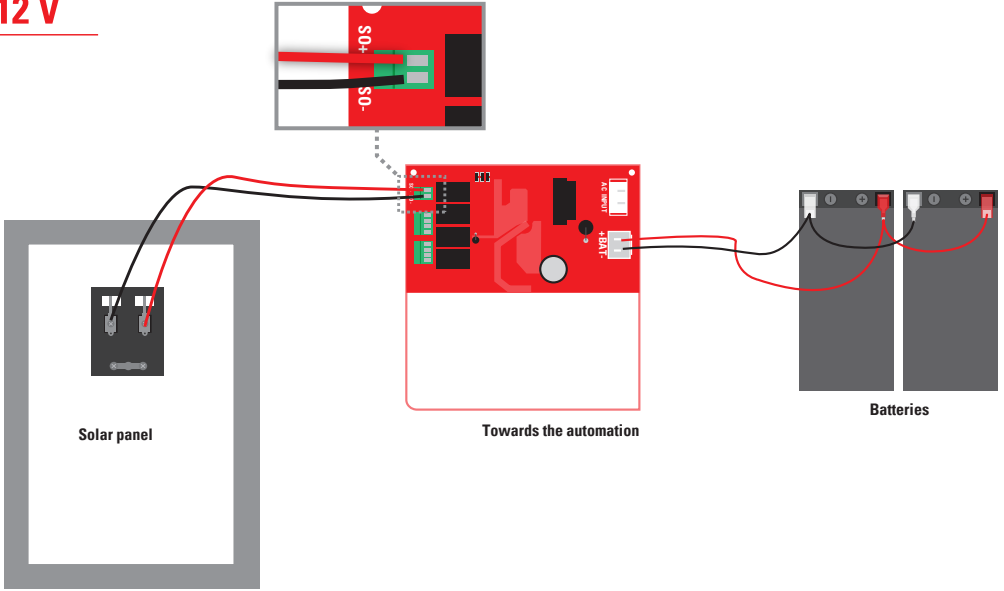 12 V
SO+
SO-
AC INPUT
+BAT-
Solar panel
Towards the automation
Batteries